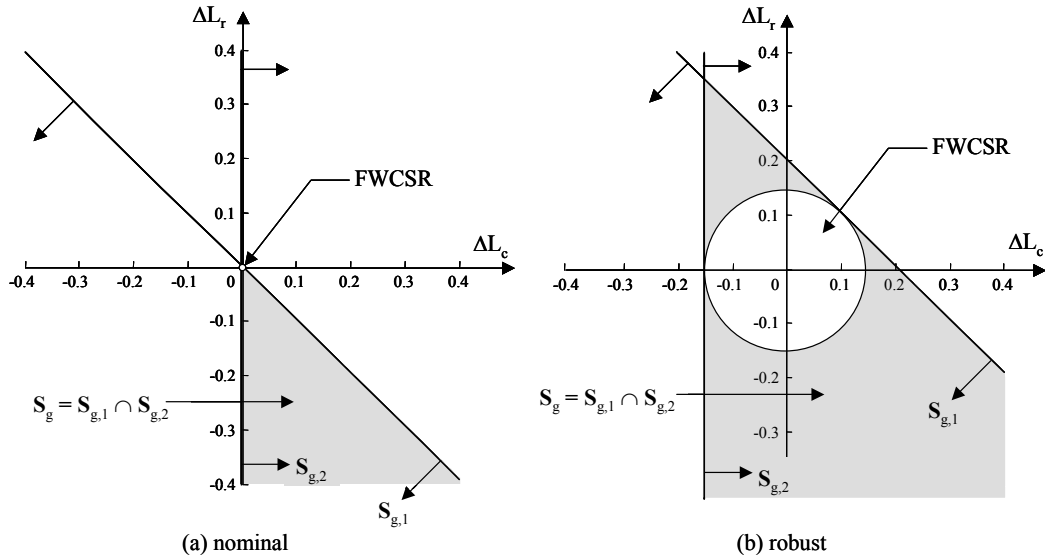 ΔL_r
0.4
0.3
0.2
0.1
FWCSR
ΔL_c
-0.4 -0.3 -0.2 -0.1 0 0.1 0.2 0.3 0.4
-0.1
-0.2
S_g = S_g,1 ∩ S_g,2
-0.3
S_g,2
-0.4
S_g,1
(a) nominal
ΔL_r
0.4
0.3
FWCSR
0.2
0.1
ΔL_c
-0.4 -0.3 -0.2 -0.1 0 0.1 0.2 0.3 0.4
-0.1
-0.2
S_g = S_g,1 ∩ S_g,2
S_g,1
-0.3
S_g,2
(b) robust